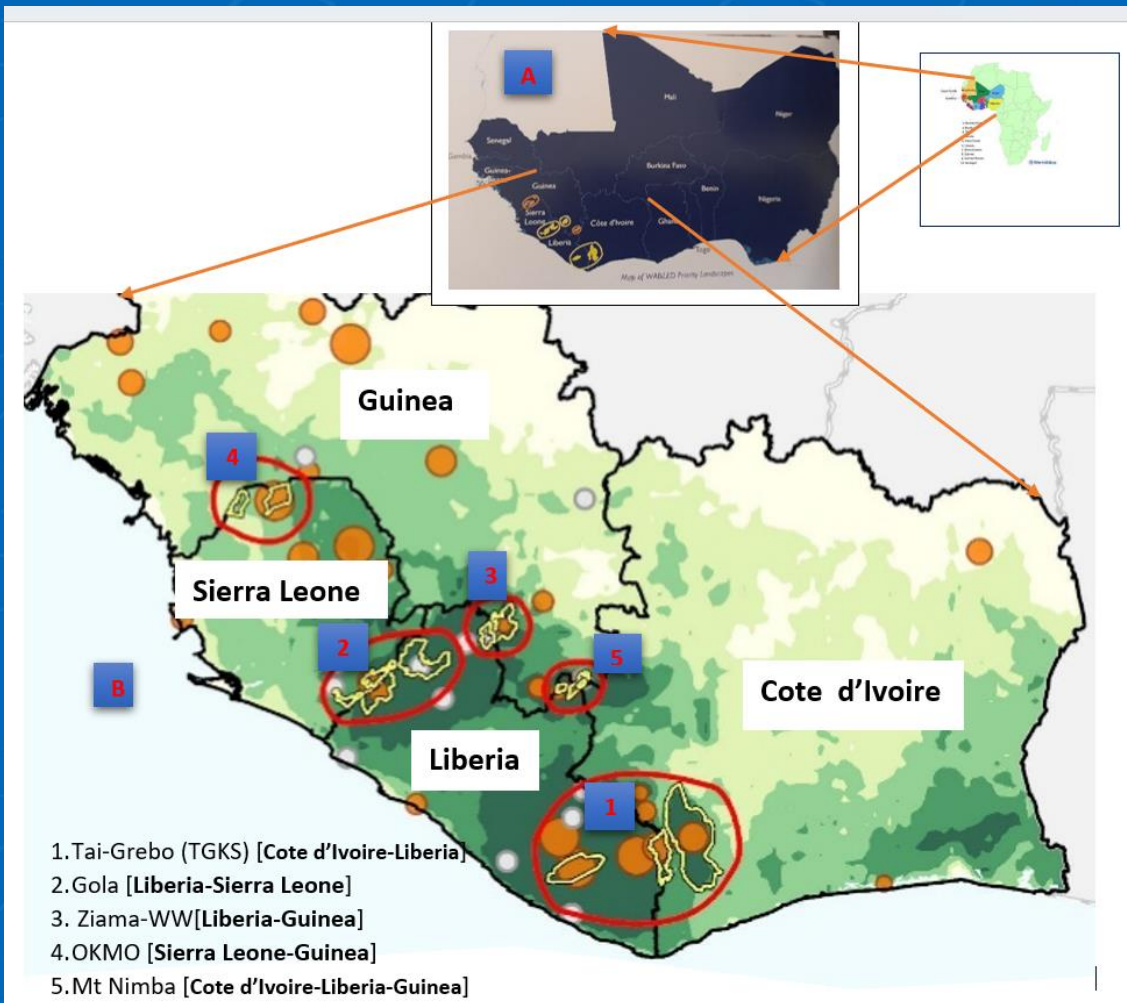 A
Mali
Niger
Senegal
Gambia
Guinea-
Burkina Faso
Guinea
Benin
Nigeria
Sierra
Leone
Côte d'Ivoire
Ghana
Liberia
Togo
Map of WABiLED Priority Landscapes
Guinea
4
3
Sierra Leone
2
5
B
Cote d'Ivoire
Liberia
1
1.Tai-Grebo (TGKS) [Cote d'Ivoire-Liberia]
2.Gola [Liberia-Sierra Leone]
3. Ziama-WW[Liberia-Guinea]
4.OKMO [Sierra Leone-Guinea]
5.Mt Nimba [Cote d'Ivoire-Liberia-Guinea]